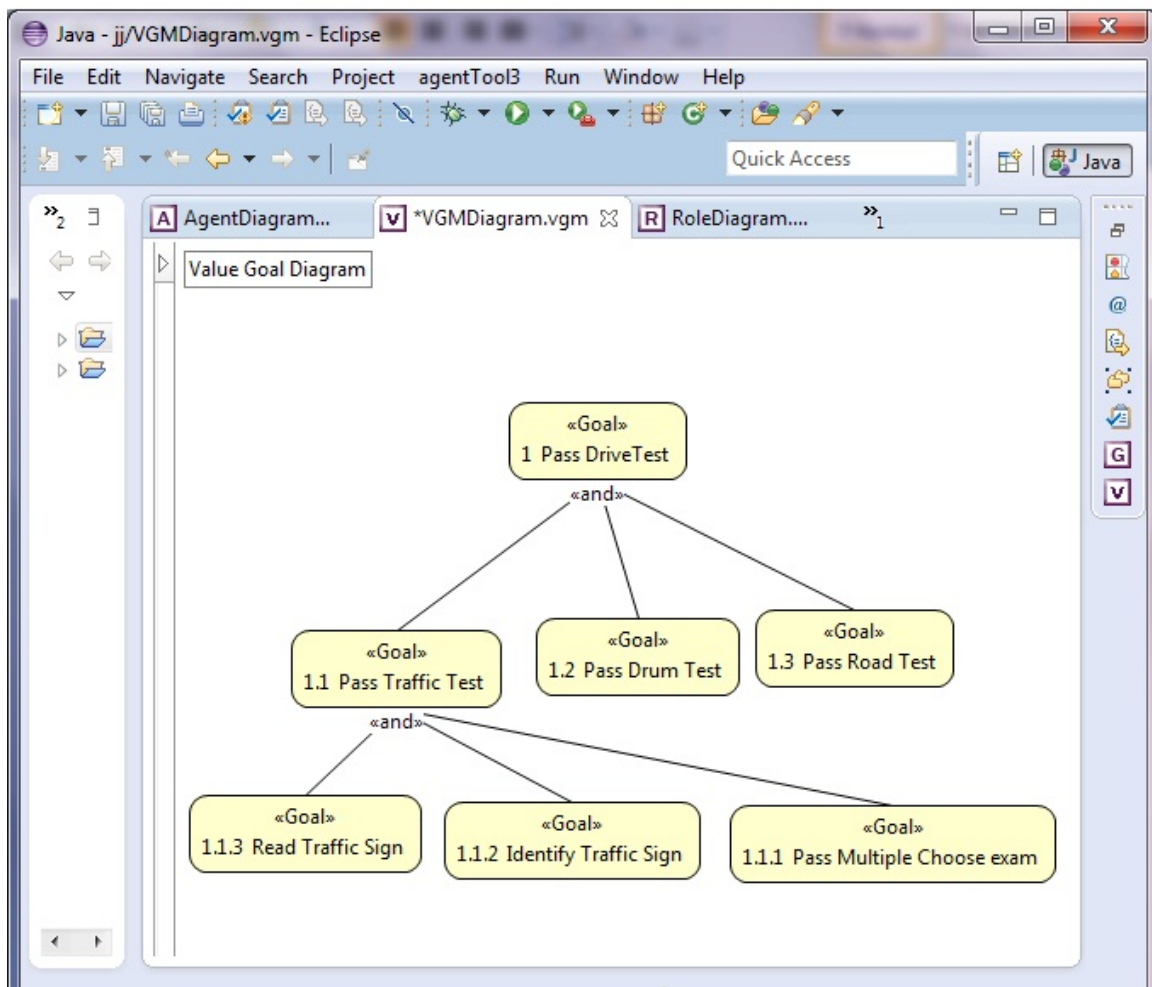 Java - jj/VGMDiagram.vgm - Eclipse
File Edit Navigate Search Project agentTool3 Run Window Help
Quick Access
Java
»2
AgentDiagram...
*VGMDiagram.vgm
RoleDiagram....
»1
Value Goal Diagram
«Goal»
1 Pass DriveTest
«and»
«Goal»
1.1 Pass Traffic Test
«Goal»
1.2 Pass Drum Test
«Goal»
1.3 Pass Road Test
«and»
«Goal»
1.1.3 Read Traffic Sign
«Goal»
1.1.2 Identify Traffic Sign
«Goal»
1.1.1 Pass Multiple Choose exam